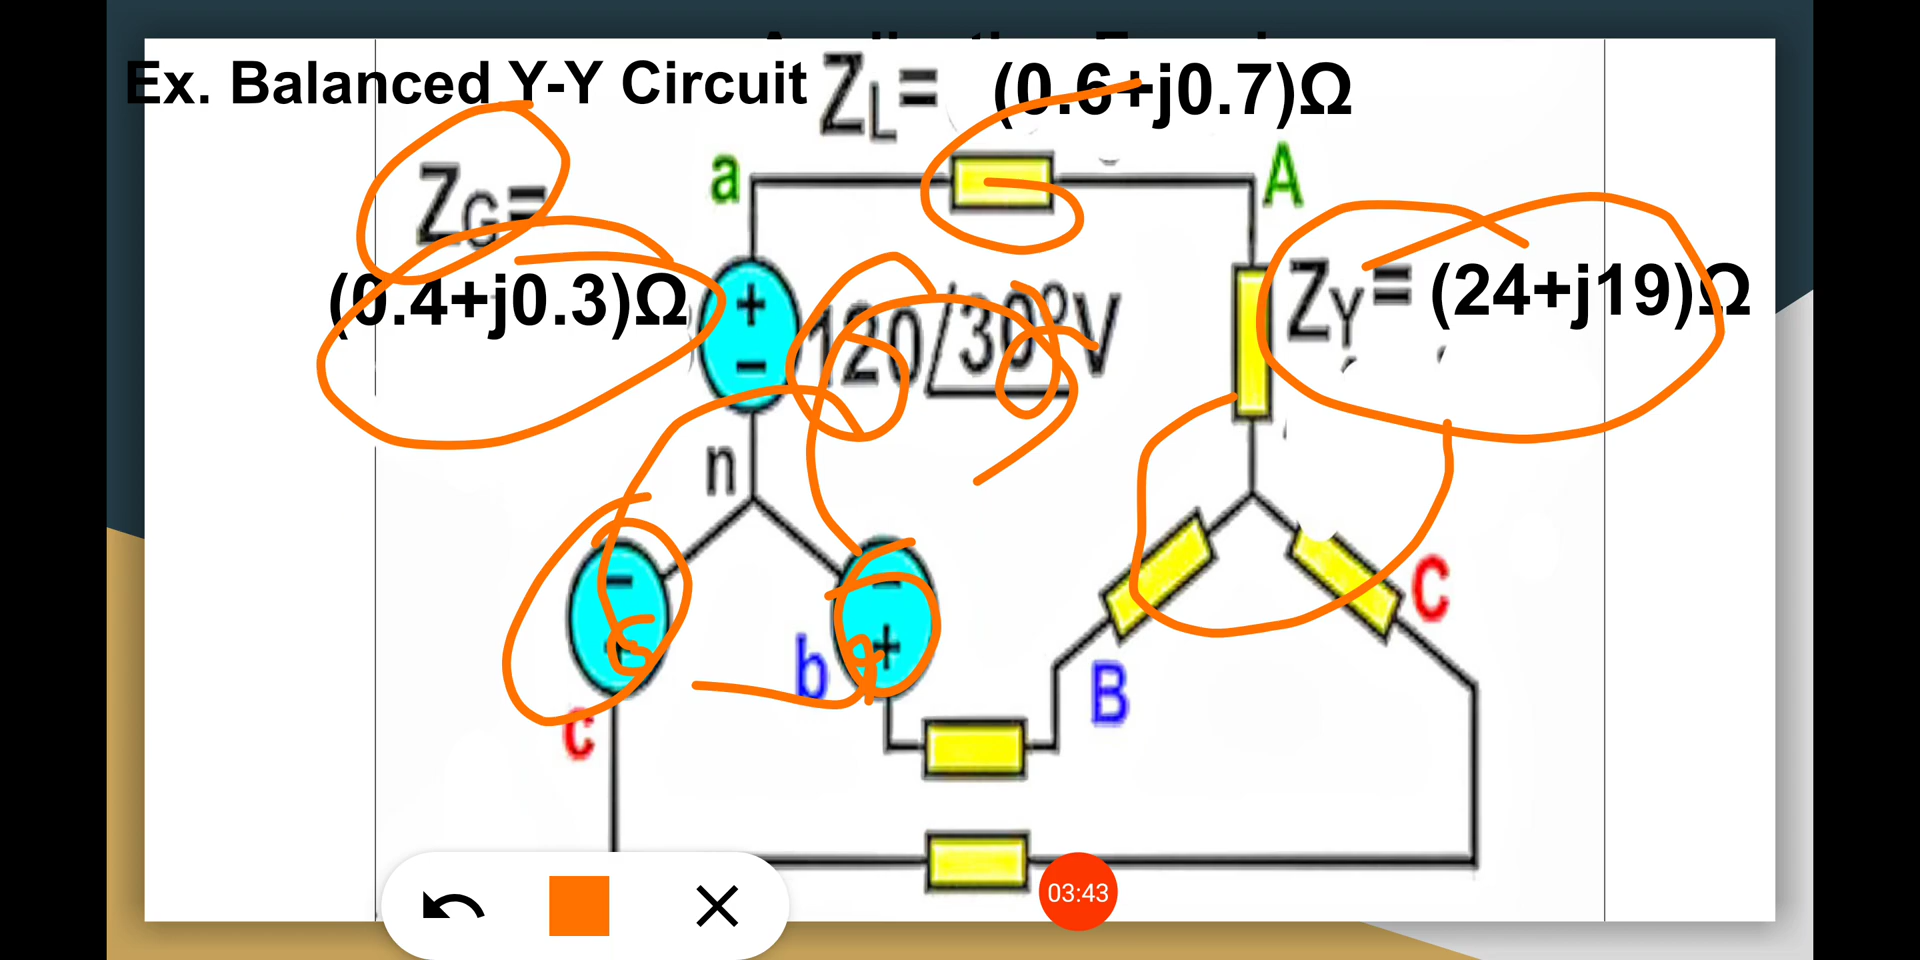 Ex. Balanced Y-Y Circuit ZL= (0.6+j0.7)Ω
a
A
ZG=
(0.4+j0.3)Ω
+
−
120/30°V
ZY= (24+j19)Ω
n
−
+
−
+
c
b
B
C
03:43